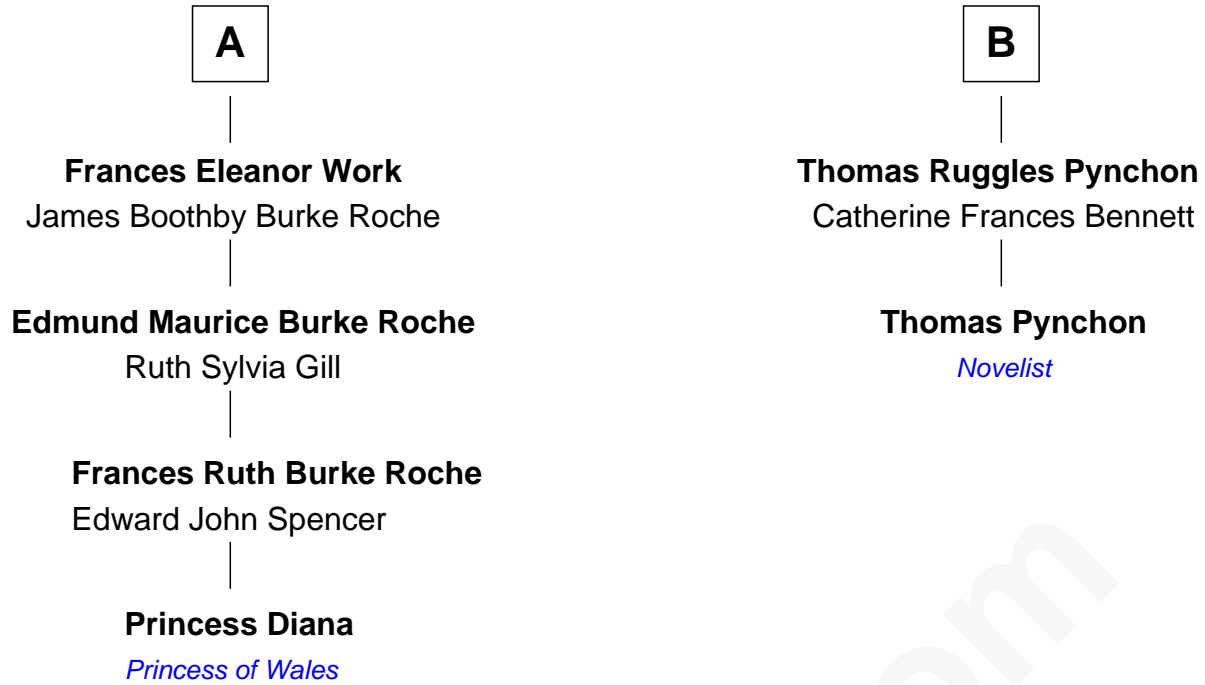 A
Frances Eleanor Work
James Boothby Burke Roche
Edmund Maurice Burke Roche
Ruth Sylvia Gill
Frances Ruth Burke Roche
Edward John Spencer
Princess Diana
Princess of Wales
B
Thomas Ruggles Pynchon
Catherine Frances Bennett
Thomas Pynchon
Novelist
om